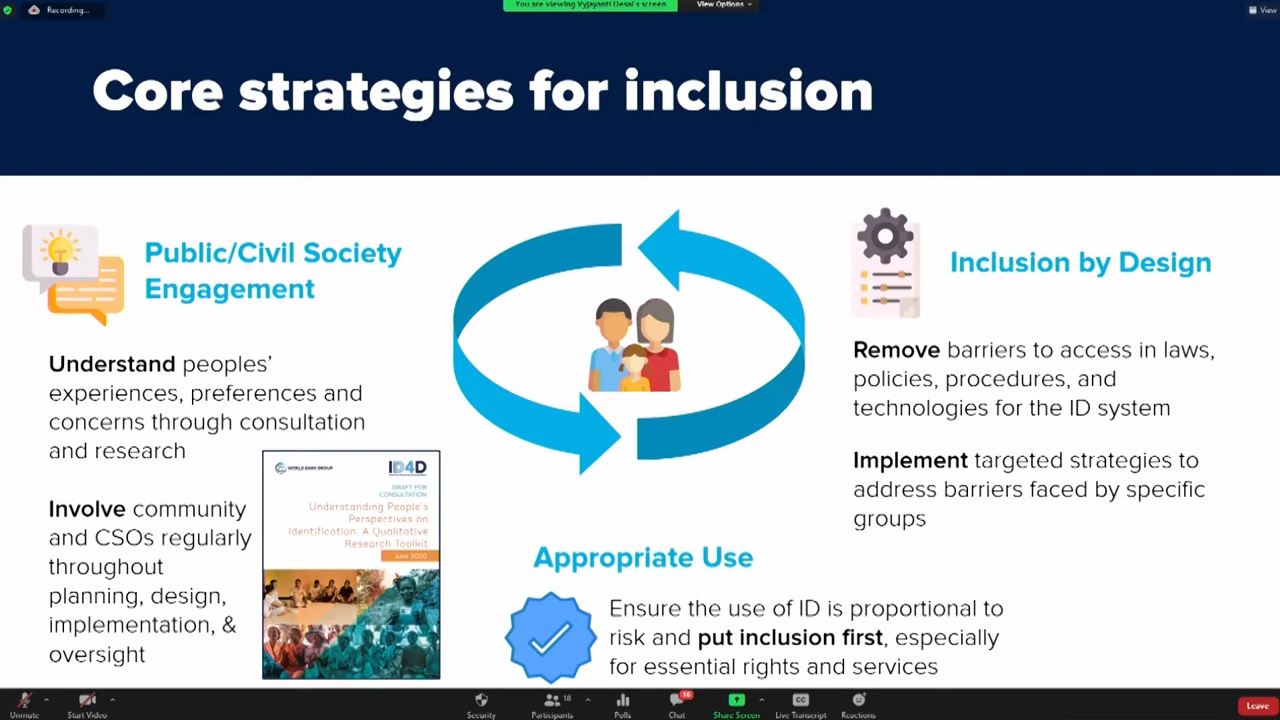 Recording...
You are viewing Vyjayanti Desai's screen
View Options
View
Core strategies for inclusion
Public/Civil Society
Engagement
Understand peoples'
experiences, preferences and
concerns through consultation
and research
Involve community
and CSOs regularly
throughout
planning, design,
implementation, &
oversight
WORLD BANK GROUP
ID4D
DRAFT FOR
CONSULTATION
Understanding People's
Perspectives on
Identification: A Qualitative
Research Toolkit
June 2020
Inclusion by Design
Remove barriers to access in laws,
policies, procedures, and
technologies for the ID system
Implement targeted strategies to
address barriers faced by specific
groups
Appropriate Use
Ensure the use of ID is proportional to
risk and put inclusion first, especially
for essential rights and services
Unmute
Start Video
Security
Participants
18
Polls
Chat
16
Share Screen
CC
Live Transcript
Reactions
Leave